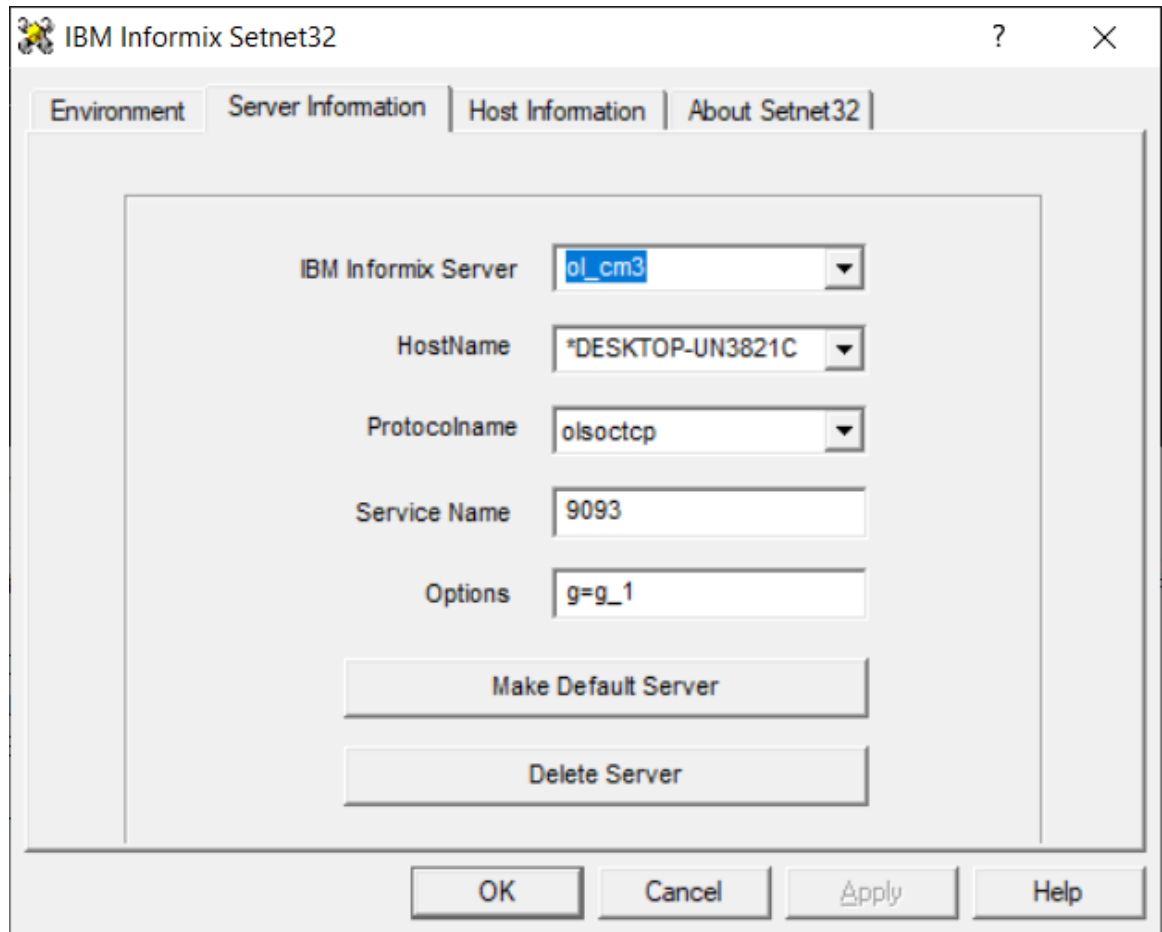 IBM Informix Setnet32 ?
Environment Server Information Host Information About Setnet32
IBM Informix Server ol_cm3
HostName *DESKTOP-UN3821C
Protocolname olsoctcp
Service Name 9093
Options g=g_1
Make Default Server
Delete Server
OK Cancel Apply Help